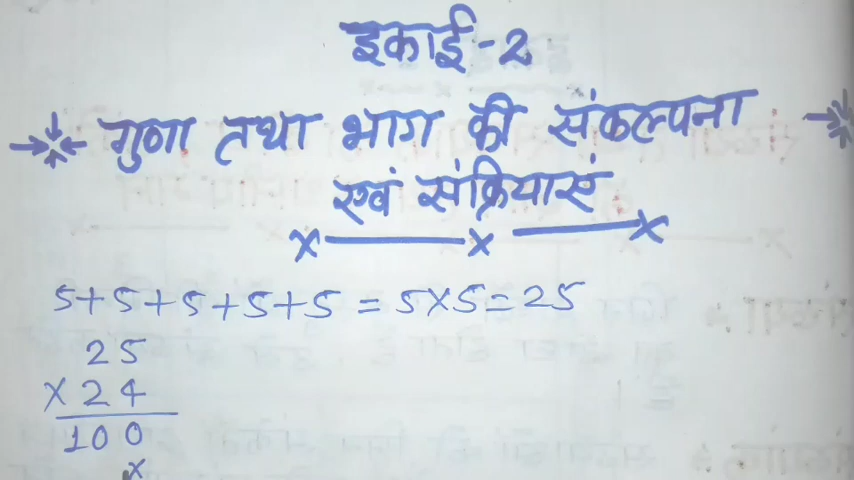 इकाई-2
गुणा तथा भाग की संकल्पना
एवं संक्रियाएं
5+5+5+5+5=5×5=25
25
×24
100
×